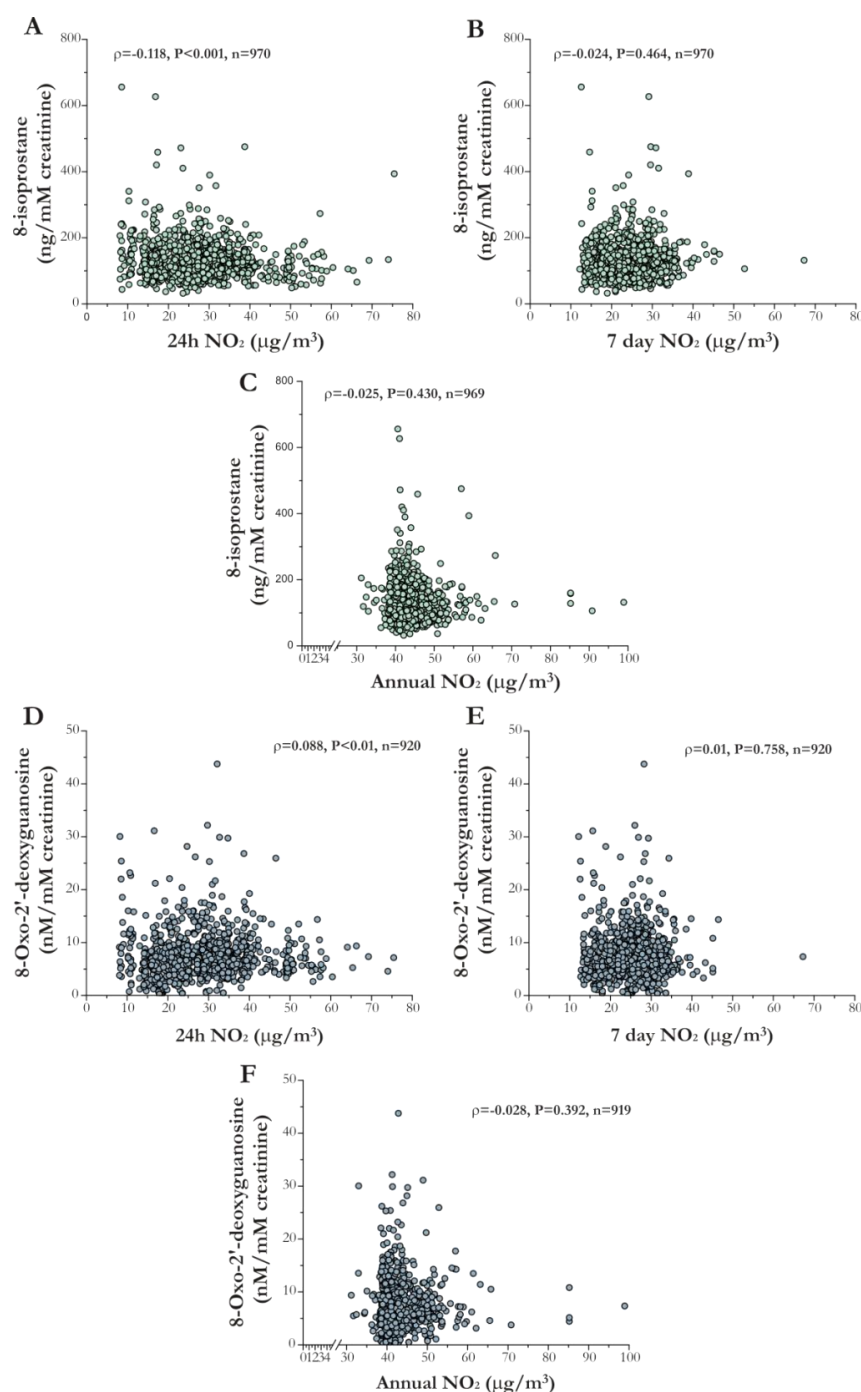 A
ρ=-0.118, P<0.001, n=970
8-isoprostane
(ng/mM creatinine)
800
600
400
200
0
0 10 20 30 40 50 60 70 80
24h NO₂ (μg/m³)
B
ρ=-0.024, P=0.464, n=970
8-isoprostane
(ng/mM creatinine)
800
600
400
200
0
0 10 20 30 40 50 60 70 80
7 day NO₂ (μg/m³)
C
ρ=-0.025, P=0.430, n=969
8-isoprostane
(ng/mM creatinine)
800
600
400
200
0
01234 30 40 50 60 70 80 90 100
Annual NO₂ (μg/m³)
D
ρ=0.088, P<0.01, n=920
8-Oxo-2'-deoxyguanosine
(nM/mM creatinine)
50
40
30
20
10
0
0 10 20 30 40 50 60 70 80
24h NO₂ (μg/m³)
E
ρ=0.01, P=0.758, n=920
8-Oxo-2'-deoxyguanosine
(nM/mM creatinine)
50
40
30
20
10
0
0 10 20 30 40 50 60 70 80
7 day NO₂ (μg/m³)
F
ρ=-0.028, P=0.392, n=919
8-Oxo-2'-deoxyguanosine
(nM/mM creatinine)
50
40
30
20
10
0
01234 30 40 50 60 70 80 90 100
Annual NO₂ (μg/m³)